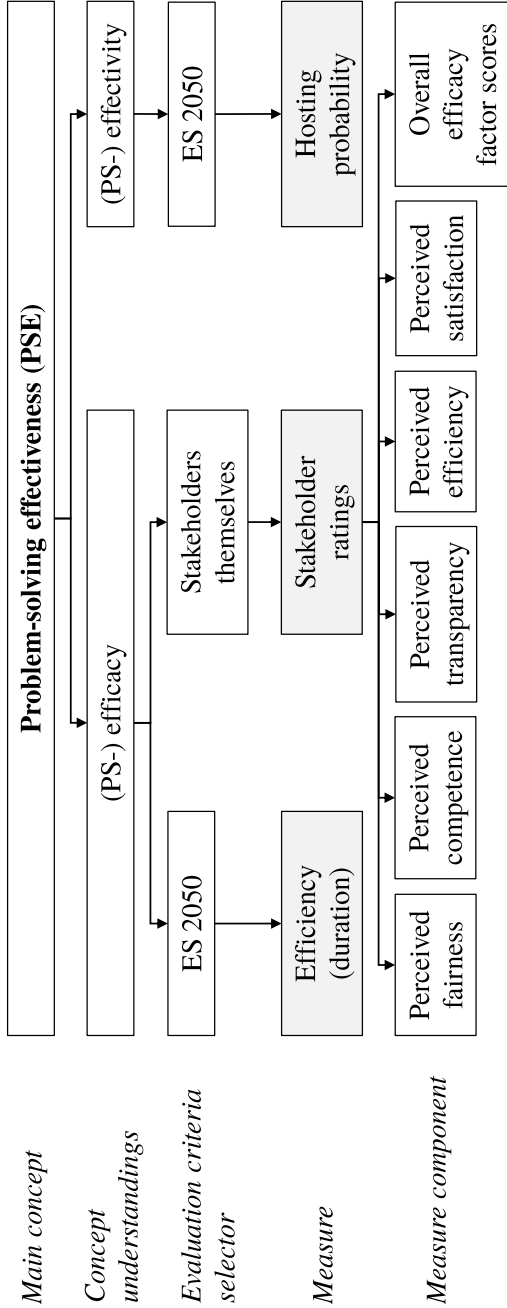 Main concept
Problem-solving effectiveness (PSE)
Concept
understandings
(PS-) efficacy
(PS-) effectivity
Evaluation criteria
selector
ES 2050
Stakeholders
themselves
ES 2050
Measure
Efficiency
(duration)
Stakeholder
ratings
Hosting
probability
Measure component
Perceived
fairness
Perceived
competence
Perceived
transparency
Perceived
efficiency
Perceived
satisfaction
Overall
efficacy
factor scores